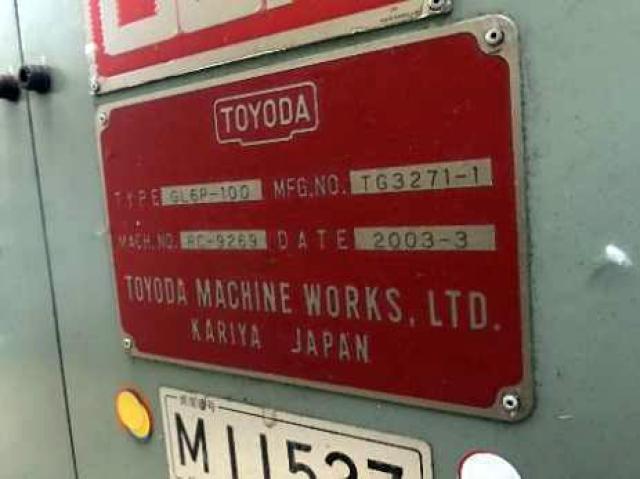 TOYODA
TYPE GL6P-100 MFG.NO. TG3271-1
MACH.NO. RC-9269 DATE 2003-3
TOYODA MACHINE WORKS, LTD.
KARIYA JAPAN
M11527